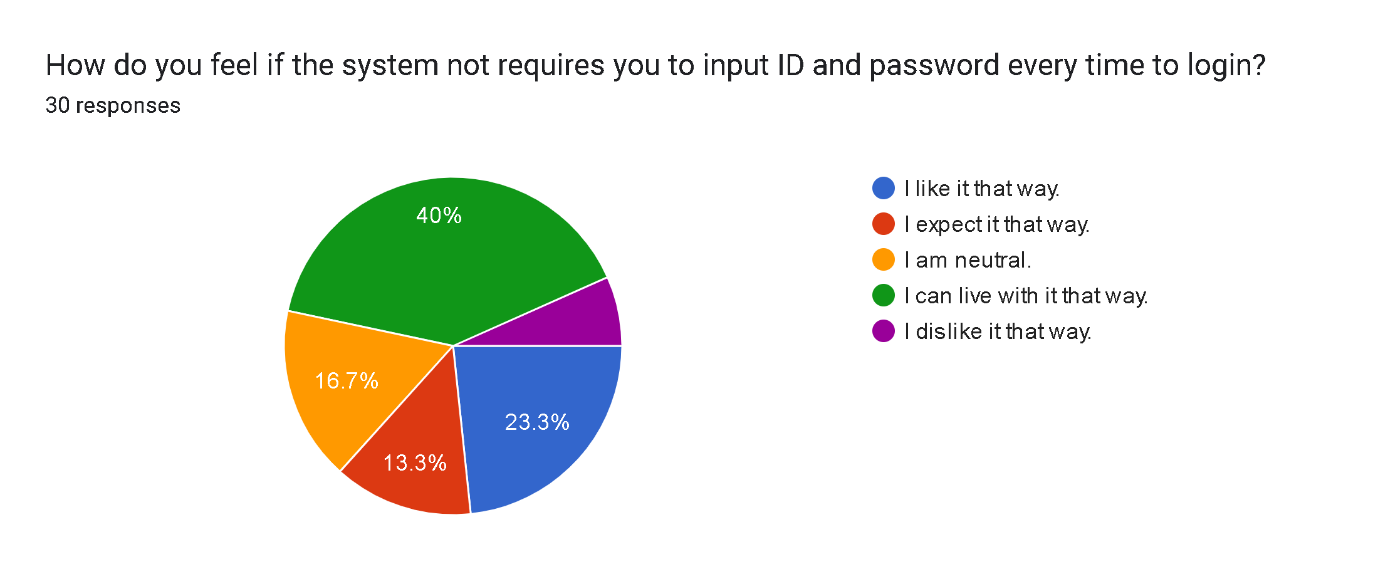 How do you feel if the system not requires you to input ID and password every time to login?
30 responses
40%
16.7%
13.3%
23.3%
I like it that way.
I expect it that way.
I am neutral.
I can live with it that way.
I dislike it that way.